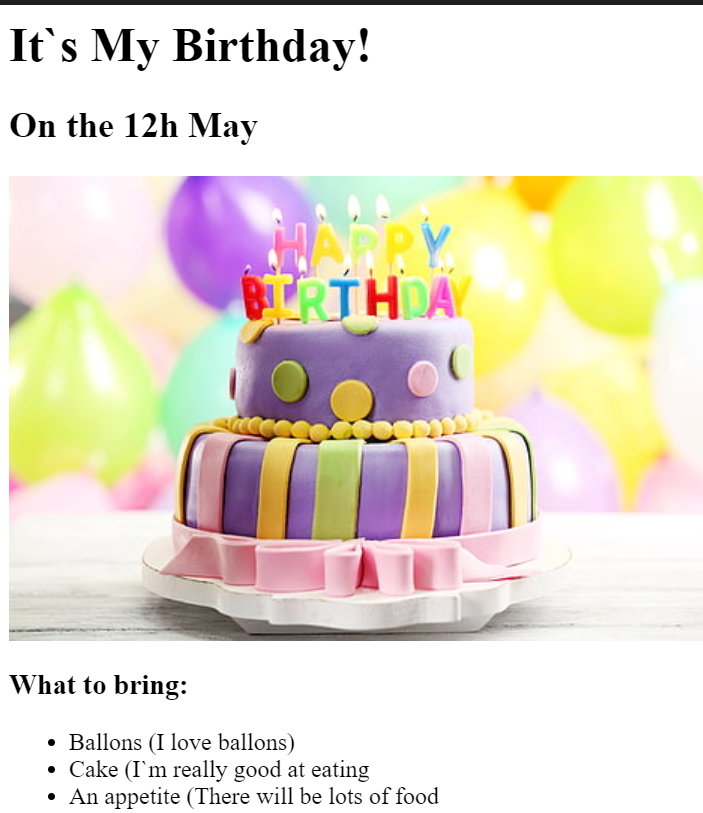 It`s My Birthday!
On the 12h May
HAPPY
BIRTHDAY
What to bring:
• Ballons (I love ballons)
• Cake (I`m really good at eating
• An appetite (There will be lots of food